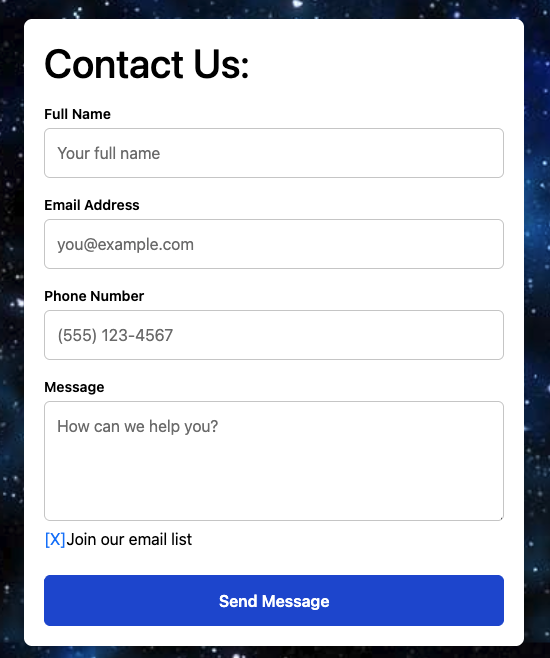 Contact Us:
Full Name
Your full name
Email Address
you@example.com
Phone Number
(555) 123-4567
Message
How can we help you?
[X]Join our email list
Send Message